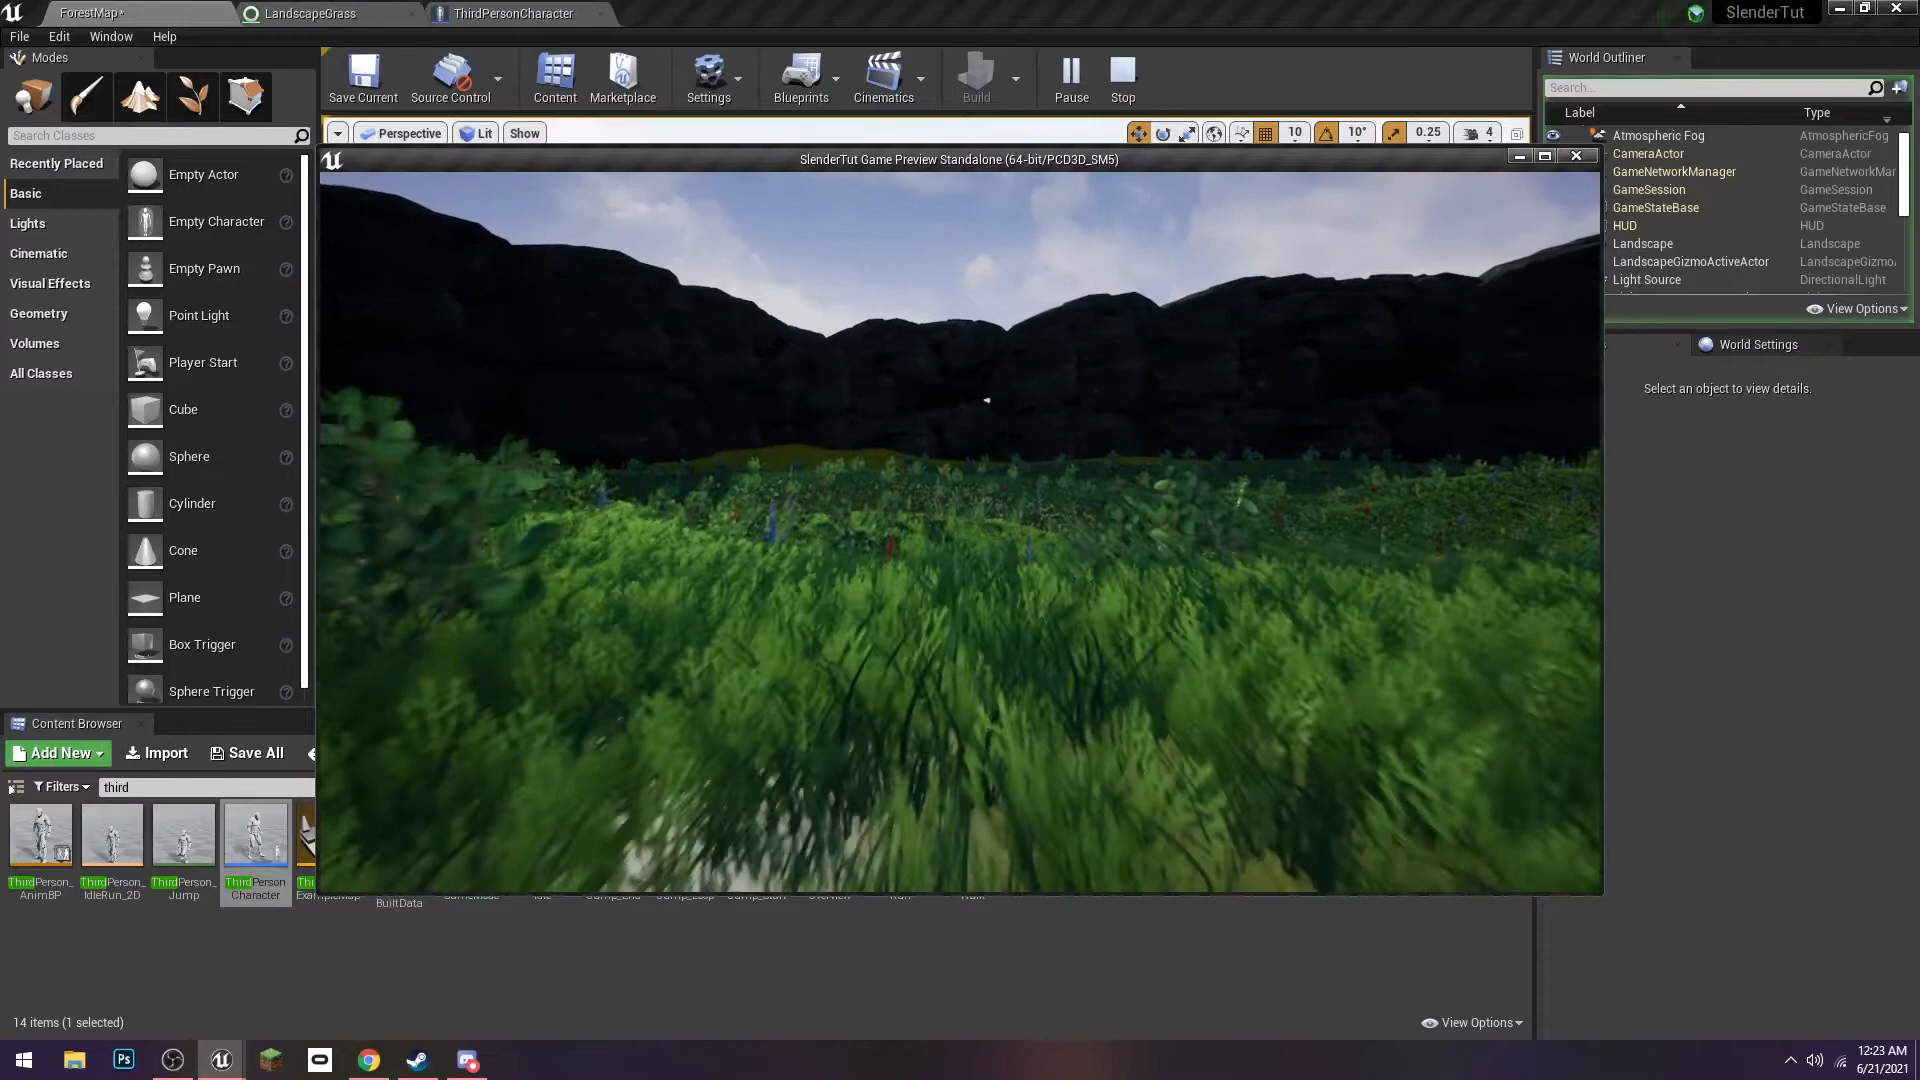 ForestMap*
LandscapeGrass
ThirdPersonCharacter
SlenderTut
File
Edit
Window
Help
Modes
Search Classes
Recently Placed
Basic
Lights
Cinematic
Visual Effects
Geometry
Volumes
All Classes
Empty Actor
Empty Character
Empty Pawn
Point Light
Player Start
Cube
Sphere
Cylinder
Cone
Plane
Box Trigger
Sphere Trigger
Save Current
Source Control
Content
Marketplace
Settings
Blueprints
Cinematics
Build
Pause
Stop
Perspective
Lit
Show
10
10°
0.25
4
SlenderTut Game Preview Standalone (64-bit/PCD3D_SM5)
World Outliner
Search...
Label
Type
Atmospheric Fog
AtmosphericFog
CameraActor
CameraActor
GameNetworkManager
GameNetworkMar
GameSession
GameSession
GameStateBase
GameStateBase
HUD
HUD
Landscape
Landscape
LandscapeGizmoActiveActor
LandscapeGizmo
Light Source
DirectionalLight
View Options
World Settings
Select an object to view details.
Content Browser
Add New
Import
Save All
Filters
third
ThirdPerson_
AnimBP
ThirdPerson_
IdleRun_2D
ThirdPerson_
Jump
ThirdPerson
Character
BuiltData
14 items (1 selected)
View Options
Ps
12:23 AM
6/21/2021